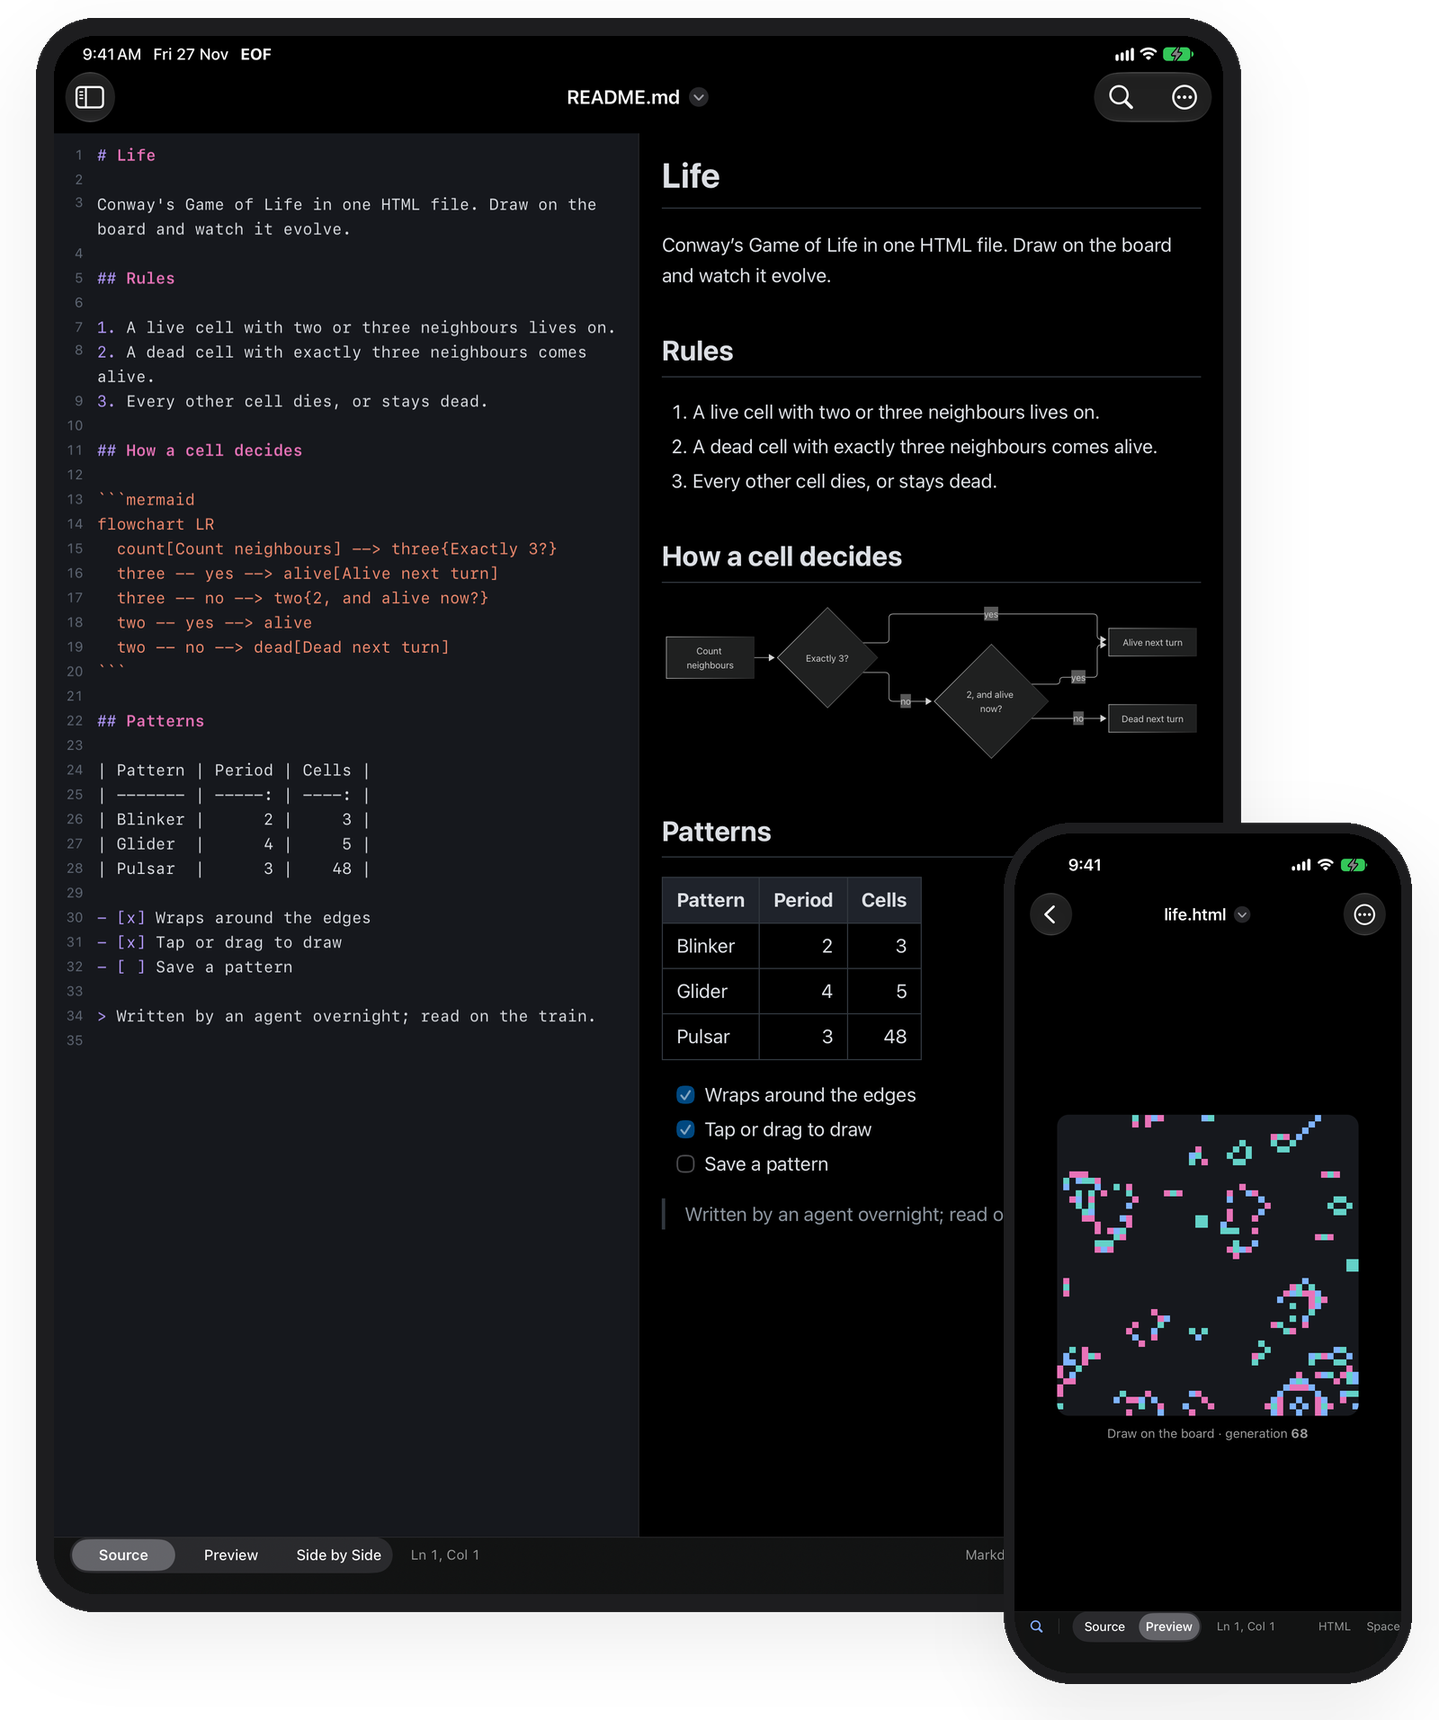 9:41 AM Fri 27 Nov EOF
README.md
1 # Life
2
3 Conway's Game of Life in one HTML file. Draw on the
board and watch it evolve.
4
5 ## Rules
6
7 1. A live cell with two or three neighbours lives on.
8 2. A dead cell with exactly three neighbours comes
alive.
9 3. Every other cell dies, or stays dead.
10
11 ## How a cell decides
12
13 ```mermaid
14 flowchart LR
15 count[Count neighbours] --> three{Exactly 3?}
16 three -- yes --> alive[Alive next turn]
17 three -- no --> two{2, and alive now?}
18 two -- yes --> alive
19 two -- no --> dead[Dead next turn]
20 ```
21
22 ## Patterns
23
24 | Pattern | Period | Cells |
25 | ------- | -----: | ----: |
26 | Blinker | 2 | 3 |
27 | Glider | 4 | 5 |
28 | Pulsar | 3 | 48 |
29
30 - [x] Wraps around the edges
31 - [x] Tap or drag to draw
32 - [ ] Save a pattern
33
34 > Written by an agent overnight; read on the train.
35
Life
Conway’s Game of Life in one HTML file. Draw on the board
and watch it evolve.
Rules
1. A live cell with two or three neighbours lives on.
2. A dead cell with exactly three neighbours comes alive.
3. Every other cell dies, or stays dead.
How a cell decides
Count
neighbours
Exactly 3?
yes
no
2, and alive
now?
yes
no
Alive next turn
Dead next turn
Patterns
Pattern Period Cells
Blinker 2 3
Glider 4 5
Pulsar 3 48
Wraps around the edges
Tap or drag to draw
Save a pattern
Written by an agent overnight; read o
Source Preview Side by Side Ln 1, Col 1 Markd
9:41
life.html
Draw on the board · generation 68
Source Preview Ln 1, Col 1 HTML Space